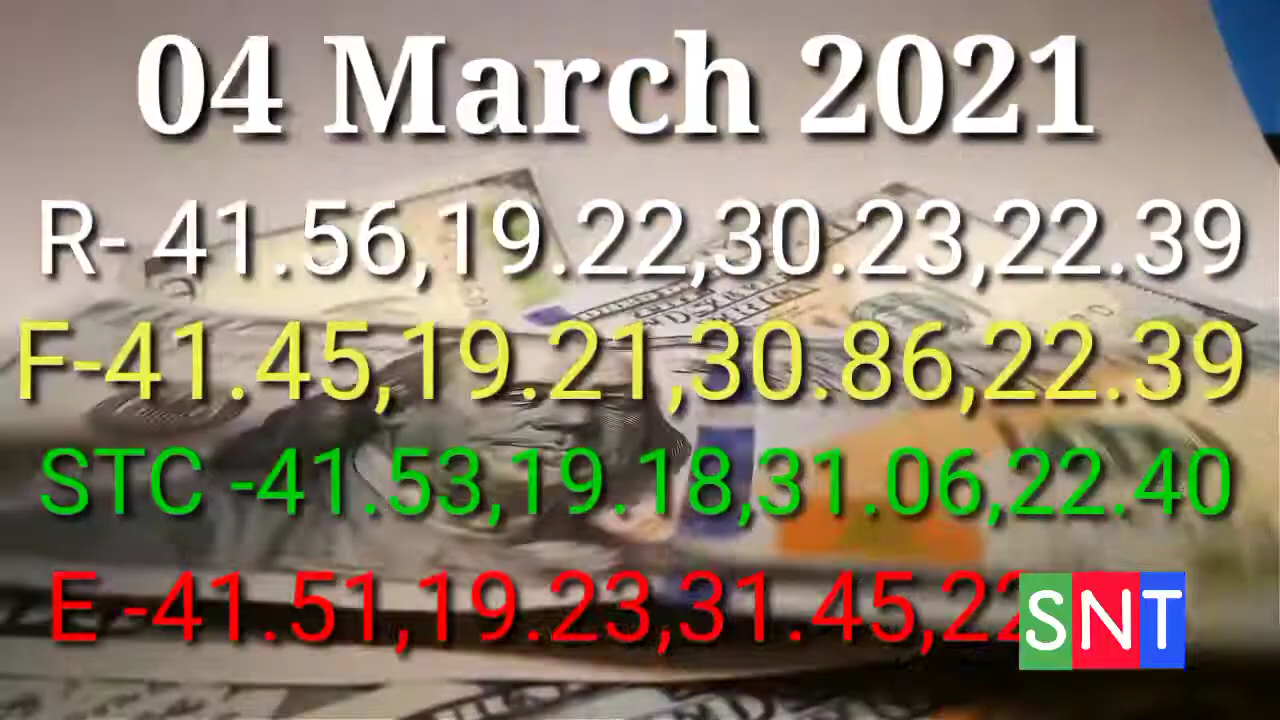 04 March 2021
R- 41.56,19.22,30.23,22.39
F-41.45,19.21,30.86,22.39
STC -41.53,19.18,31.06,22.40
E -41.51,19.23,31.45,22
SNT